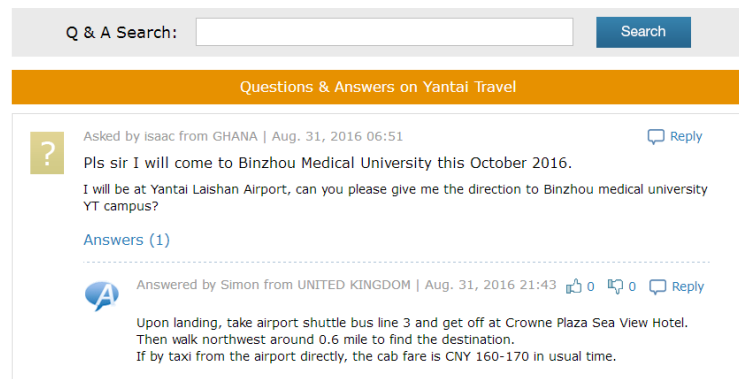 Q & A Search:
Search
Questions & Answers on Yantai Travel
?
Asked by isaac from GHANA | Aug. 31, 2016 06:51
Reply
Pls sir I will come to Binzhou Medical University this October 2016.
I will be at Yantai Laishan Airport, can you please give me the direction to Binzhou medical university
YT campus?
Answers (1)
A
Answered by Simon from UNITED KINGDOM | Aug. 31, 2016 21:43
0
0
Reply
Upon landing, take airport shuttle bus line 3 and get off at Crowne Plaza Sea View Hotel.
Then walk northwest around 0.6 mile to find the destination.
If by taxi from the airport directly, the cab fare is CNY 160-170 in usual time.